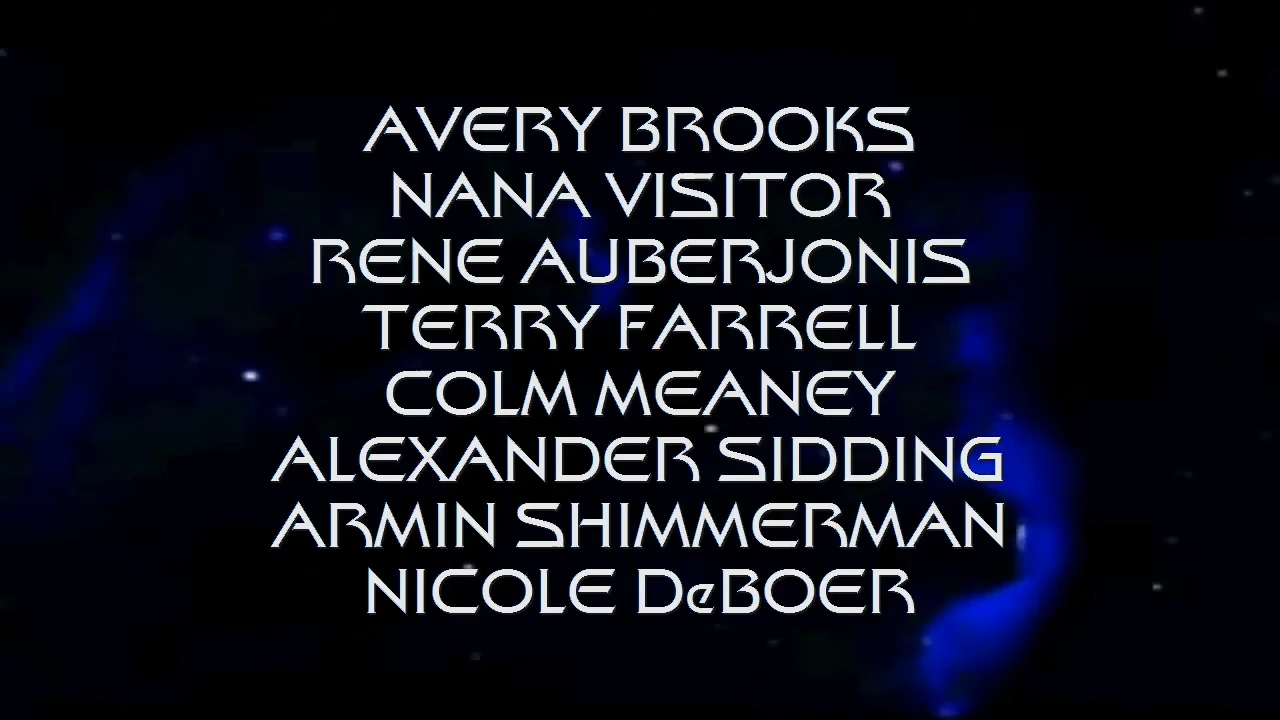 AVERY BROOKS
NANA VISITOR
RENE AUBERJONIS
TERRY FARRELL
COLM MEANEY
ALEXANDER SIDDING
ARMIN SHIMMERMAN
NICOLE DeBOER